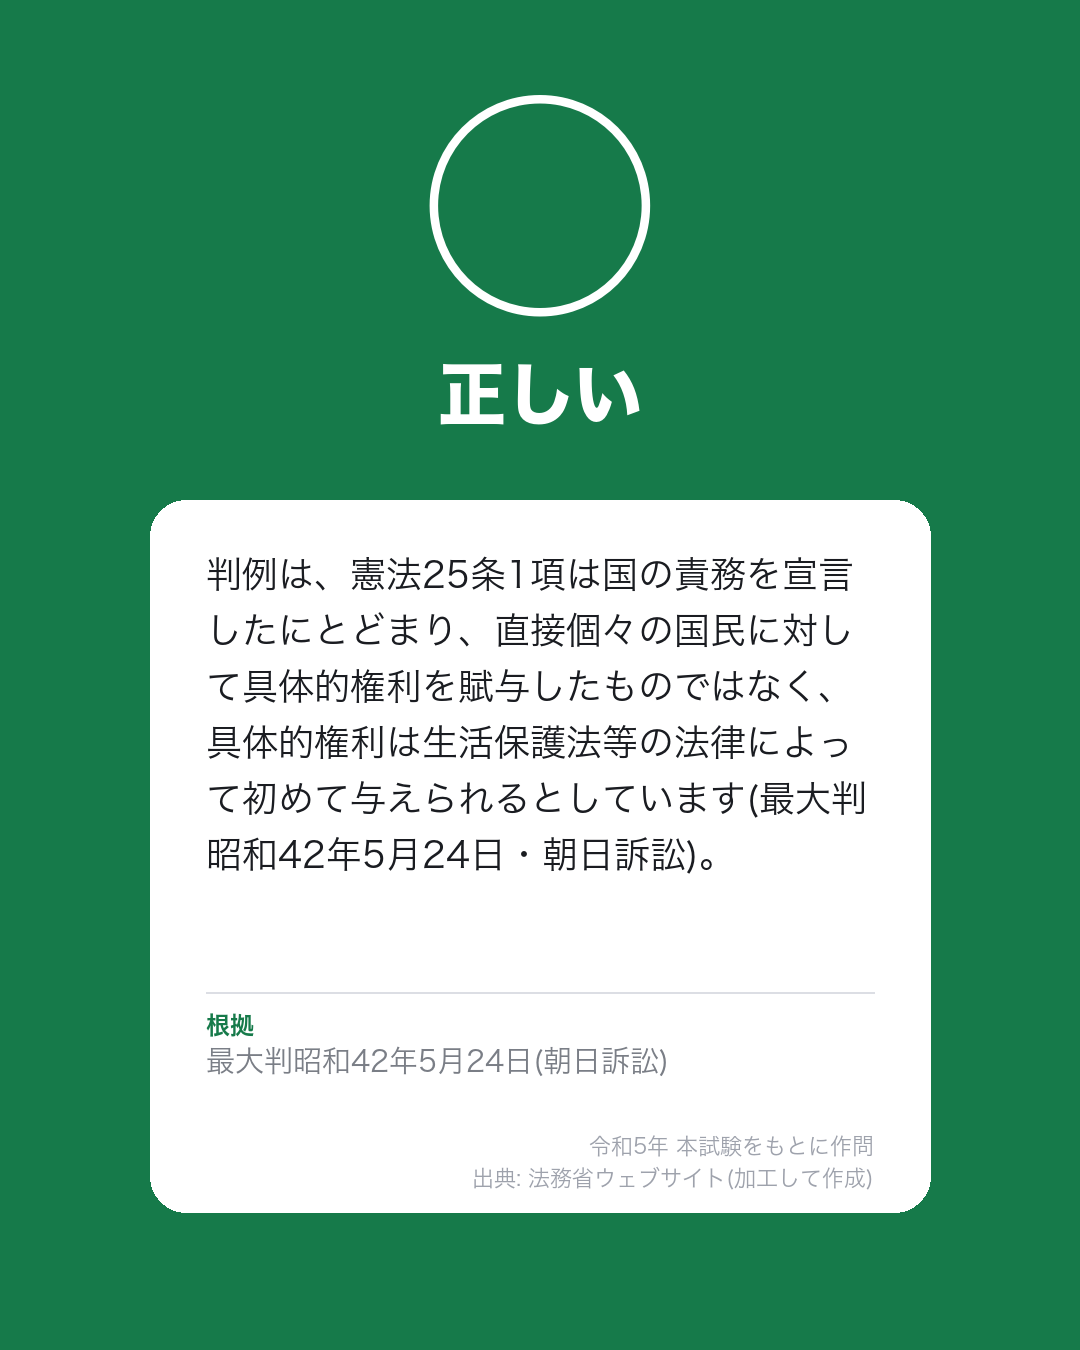 正しい
判例は、憲法25条1項は国の責務を宣言
したにとどまり、直接個々の国民に対し
て具体的権利を賦与したものではなく、
具体的権利は生活保護法等の法律によっ
て初めて与えられるとしています(最大判
昭和42年5月24日・朝日訴訟)。
根拠
最大判昭和42年5月24日(朝日訴訟)
令和5年 本試験をもとに作問
出典: 法務省ウェブサイト(加工して作成)